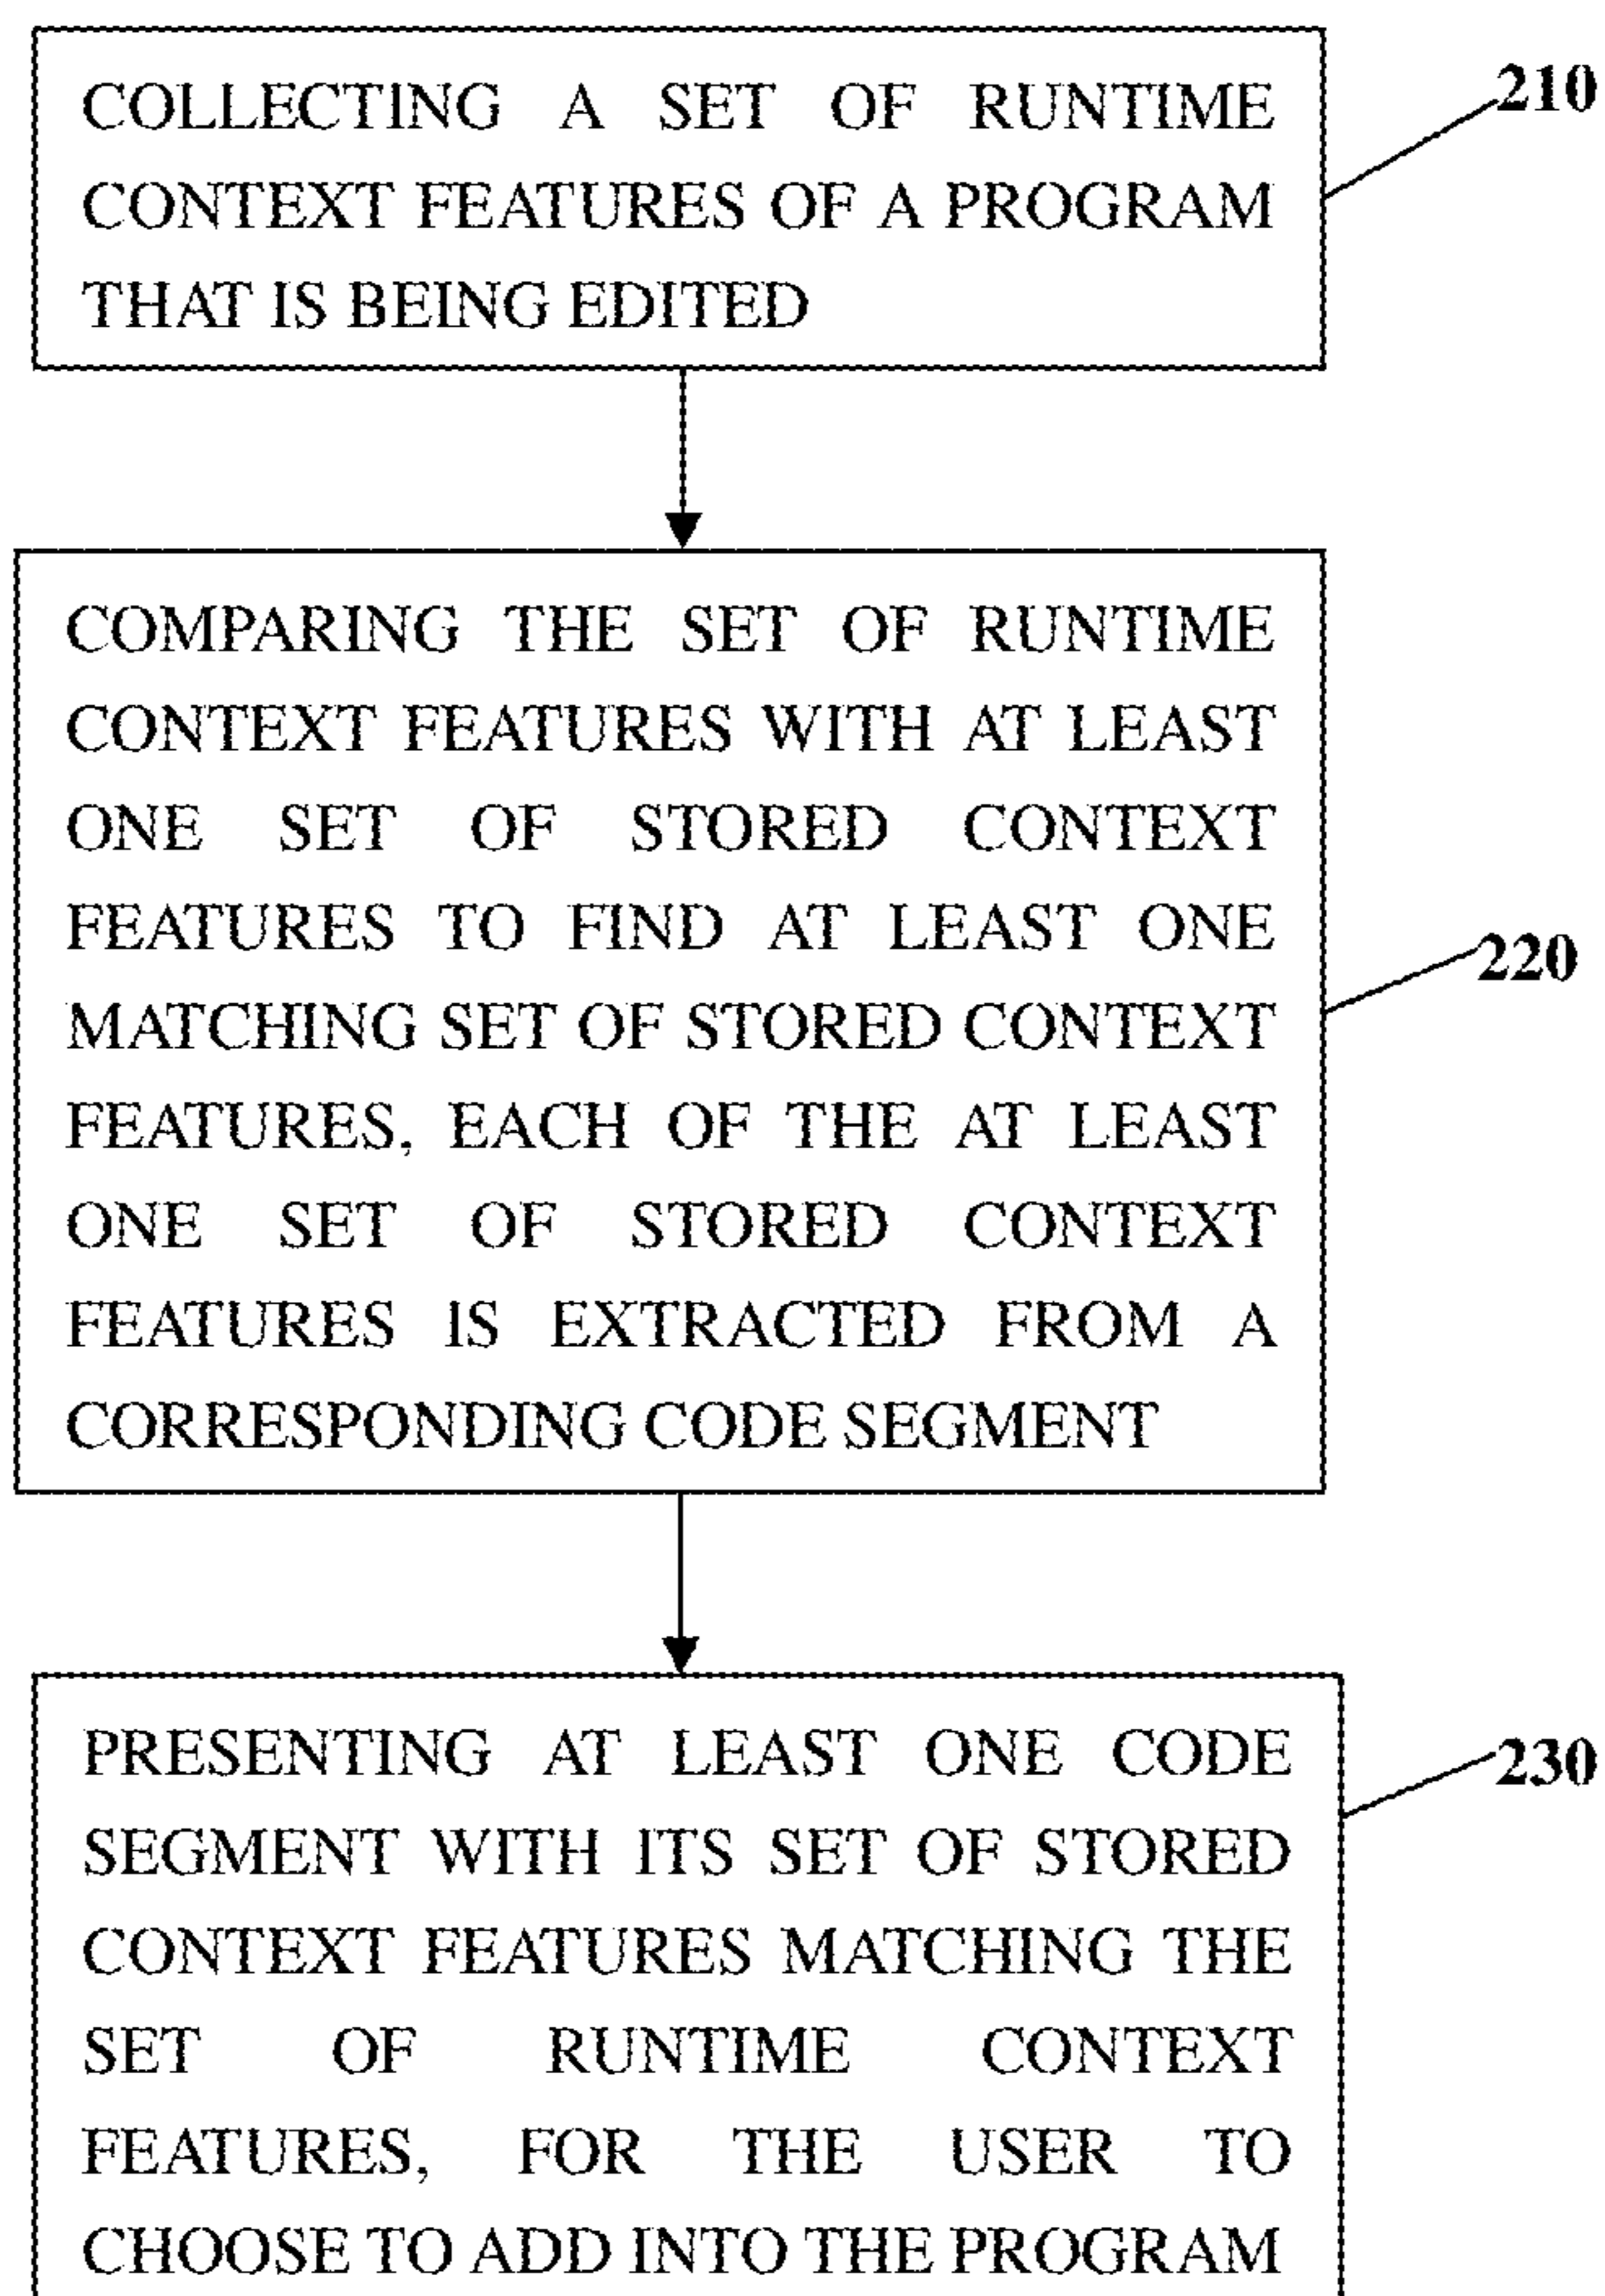 COLLECTING A SET OF RUNTIME
CONTEXT FEATURES OF A PROGRAM
THAT IS BEING EDITED
210
COMPARING THE SET OF RUNTIME
CONTEXT FEATURES WITH AT LEAST
ONE SET OF STORED CONTEXT
FEATURES TO FIND AT LEAST ONE
MATCHING SET OF STORED CONTEXT
FEATURES, EACH OF THE AT LEAST
ONE SET OF STORED CONTEXT
FEATURES IS EXTRACTED FROM A
CORRESPONDING CODE SEGMENT
220
PRESENTING AT LEAST ONE CODE
SEGMENT WITH ITS SET OF STORED
CONTEXT FEATURES MATCHING THE
SET OF RUNTIME CONTEXT
FEATURES, FOR THE USER TO
CHOOSE TO ADD INTO THE PROGRAM
230